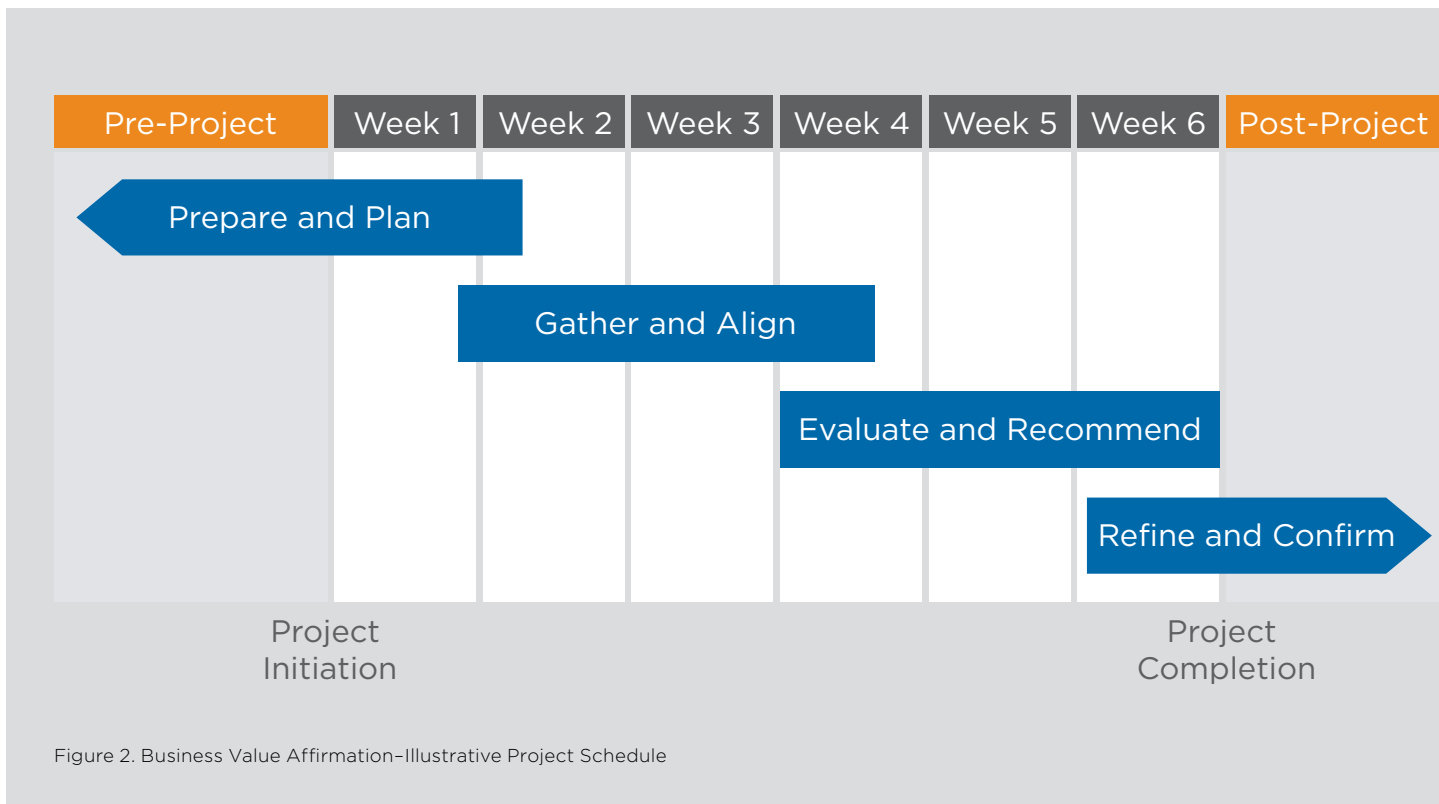 Pre-Project Week 1 Week 2 Week 3 Week 4 Week 5 Week 6 Post-Project
Prepare and Plan
Gather and Align
Evaluate and Recommend
Refine and Confirm
Project
Initiation
Project
Completion
Figure 2. Business Value Affirmation–Illustrative Project Schedule